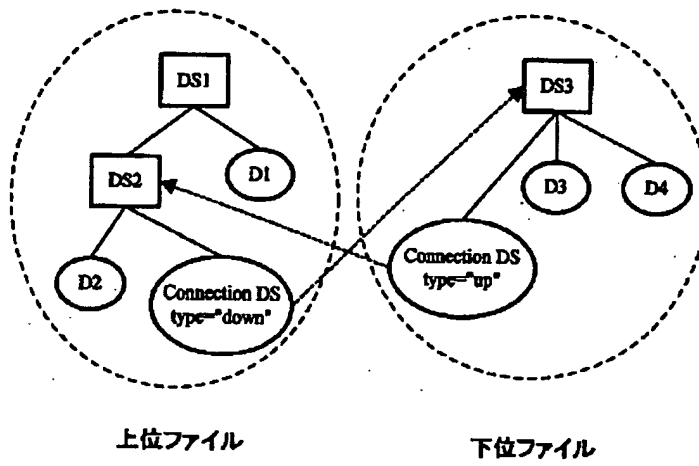 DS1
DS2
D1
D2
Connection DS
type="down"
上位ファイル
DS3
D3
D4
Connection DS
type="up"
下位ファイル